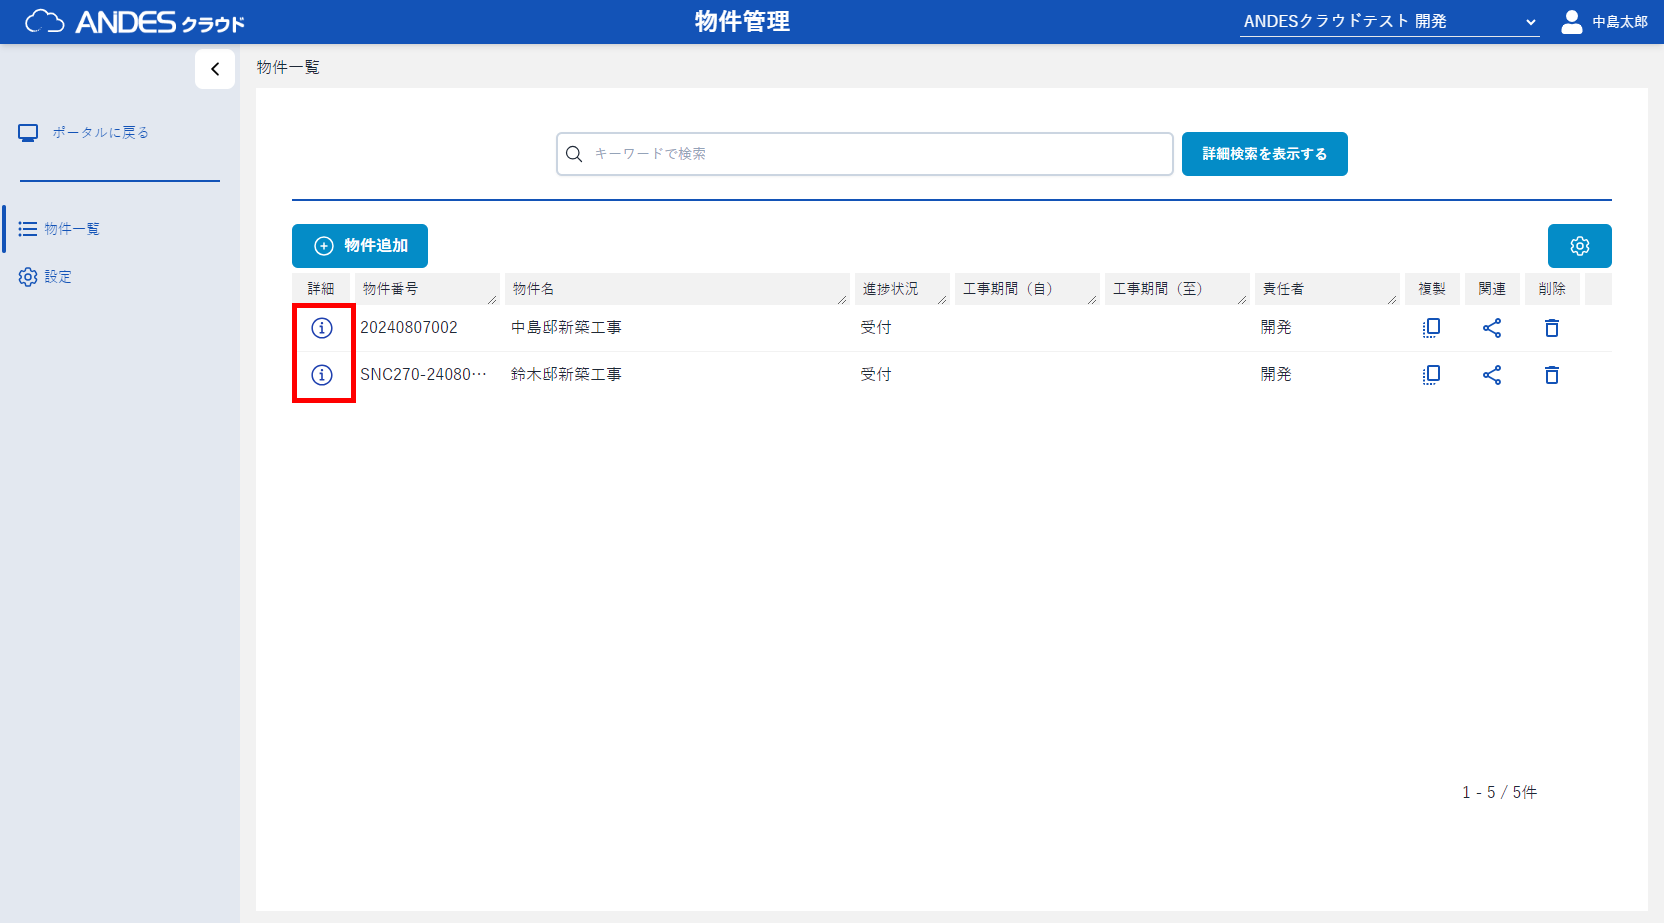 ANDES クラウド
物件管理
ANDESクラウドテスト 開発
中島太郎
物件一覧
ポータルに戻る
物件一覧
設定
キーワードで検索
詳細検索を表示する
物件追加
詳細 物件番号 物件名 進捗状況 工事期間（自） 工事期間（至） 責任者 複製 関連 削除
20240807002 中島邸新築工事 受付 開発
SNC270-24080… 鈴木邸新築工事 受付 開発
1 - 5 / 5件